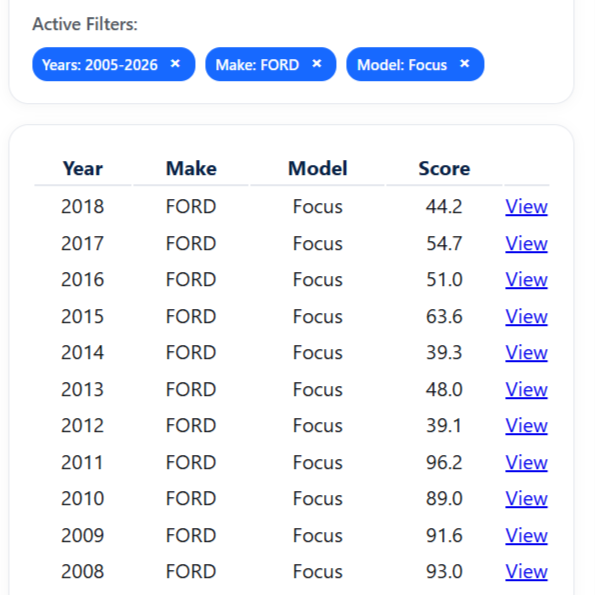 Active Filters:
Years: 2005-2026 × Make: FORD × Model: Focus ×
Year Make Model Score
2018 FORD Focus 44.2 View
2017 FORD Focus 54.7 View
2016 FORD Focus 51.0 View
2015 FORD Focus 63.6 View
2014 FORD Focus 39.3 View
2013 FORD Focus 48.0 View
2012 FORD Focus 39.1 View
2011 FORD Focus 96.2 View
2010 FORD Focus 89.0 View
2009 FORD Focus 91.6 View
2008 FORD Focus 93.0 View